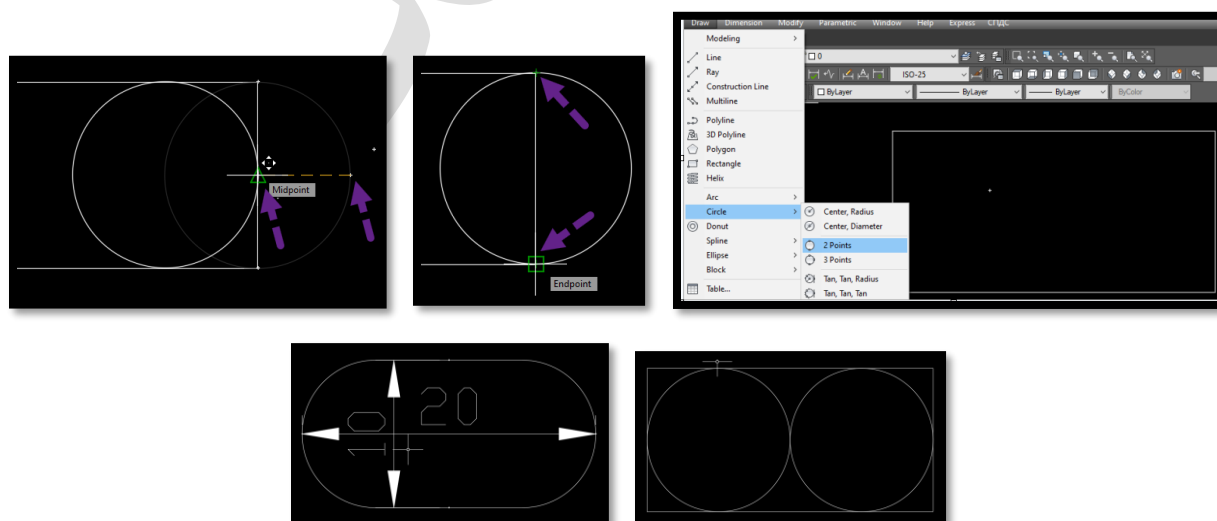 Midpoint
Endpoint
Draw Dimension Modify Parametric Window Help Express СПДС
Modeling
0
Line
Ray
ISO-25
Construction Line
ByLayer ByLayer ByLayer ByColor
Multiline
Polyline
3D Polyline
Polygon
Rectangle
Helix
Arc
Circle
Center, Radius
Donut
Center, Diameter
Spline
2 Points
Ellipse
3 Points
Block
Tan, Tan, Radius
Table...
Tan, Tan, Tan
20
10